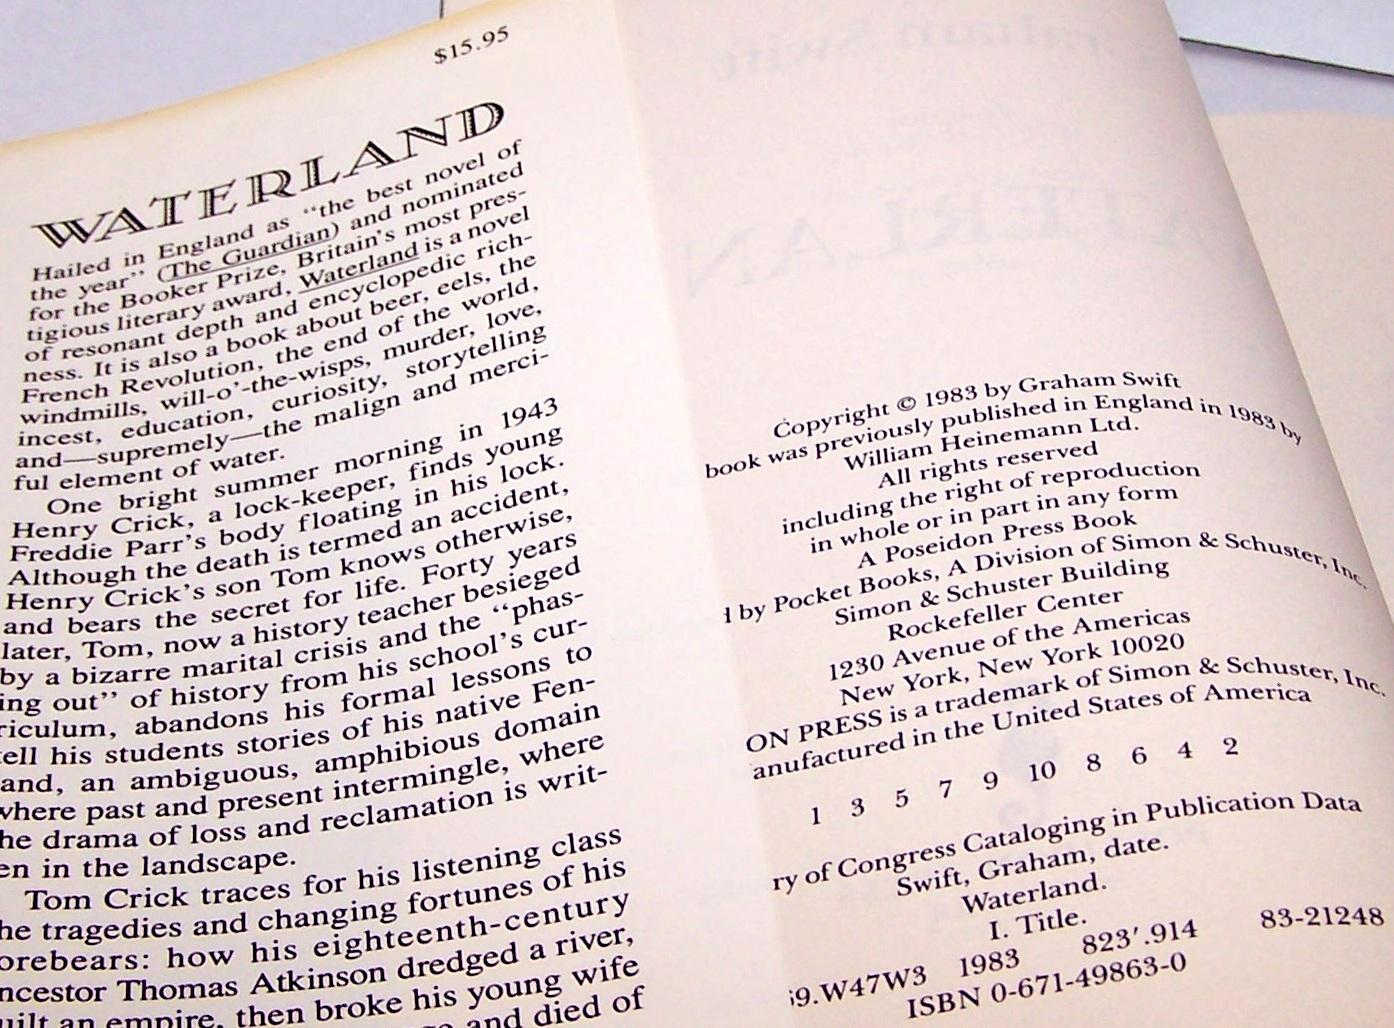 $15.95
WATERLAND
Hailed in England as "the best novel of
the year" (The Guardian) and nominated
for the Booker Prize, Britain's most pres-
tigious literary award, Waterland is a novel
of resonant depth and encyclopedic rich-
ness. It is also a book about beer, eels, the
French Revolution, the end of the world,
windmills, will-o'-the-wisps, murder, love,
incest, education, curiosity, storytelling
and—supremely—the malign and merci-
ful element of water.
One bright summer morning in 1943
Henry Crick, a lock-keeper, finds young
Freddie Parr's body floating in his lock.
Although the death is termed an accident,
Henry Crick's son Tom knows otherwise,
and bears the secret for life. Forty years
later, Tom, now a history teacher besieged
by a bizarre marital crisis and the "phas-
ing out" of history from his school's cur-
riculum, abandons his formal lessons to
tell his students stories of his native Fen-
land, an ambiguous, amphibious domain
where past and present intermingle, where
he drama of loss and reclamation is writ-
en in the landscape.
Tom Crick traces for his listening class
he tragedies and changing fortunes of his
orebears: how his eighteenth-century
ncestor Thomas Atkinson dredged a river,
uilt an empire, then broke his young wife
and died of
Graham Swift
WATERLAN
Copyright © 1983 by Graham Swift
book was previously published in England in 1983 by
William Heinemann Ltd.
All rights reserved
including the right of reproduction
in whole or in part in any form
A Poseidon Press Book
d by Pocket Books, A Division of Simon & Schuster, Inc.
Simon & Schuster Building
Rockefeller Center
1230 Avenue of the Americas
New York, New York 10020
ON PRESS is a trademark of Simon & Schuster, Inc.
anufactured in the United States of America
1 3 5 7 9 10 8 6 4 2
ry of Congress Cataloging in Publication Data
Swift, Graham, date.
Waterland.
I. Title.
69.W47W3 1983 823'.914 83-21248
ISBN 0-671-49863-0